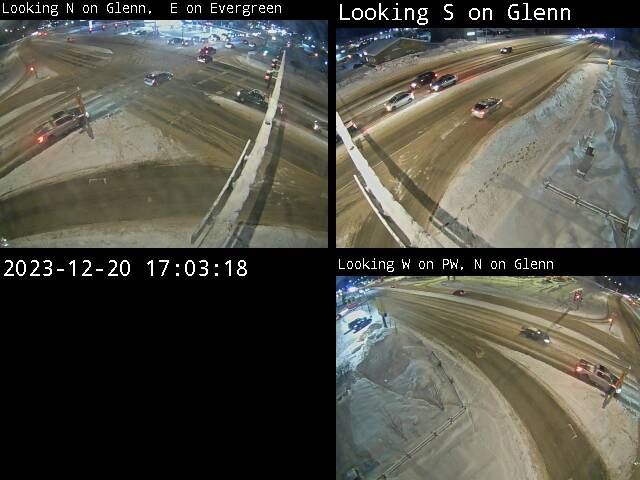 Looking N on Glenn,  E on Evergreen
Looking S on Glenn
2023-12-20 17:03:18
Looking W on PW, N on Glenn